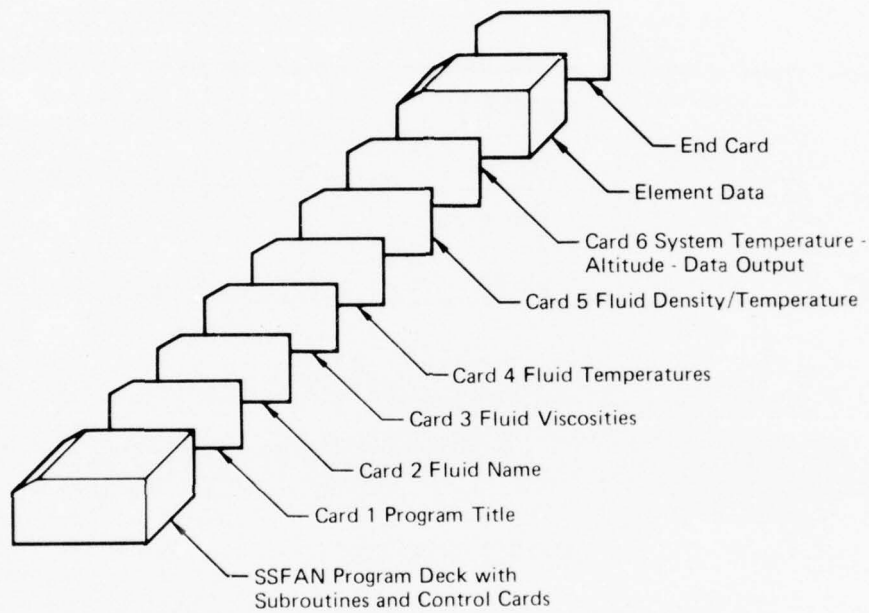 End Card
Element Data
Card 6 System Temperature -
Altitude - Data Output
Card 5 Fluid Density/Temperature
Card 4 Fluid Temperatures
Card 3 Fluid Viscosities
Card 2 Fluid Name
Card 1 Program Title
SSFAN Program Deck with
Subroutines and Control Cards